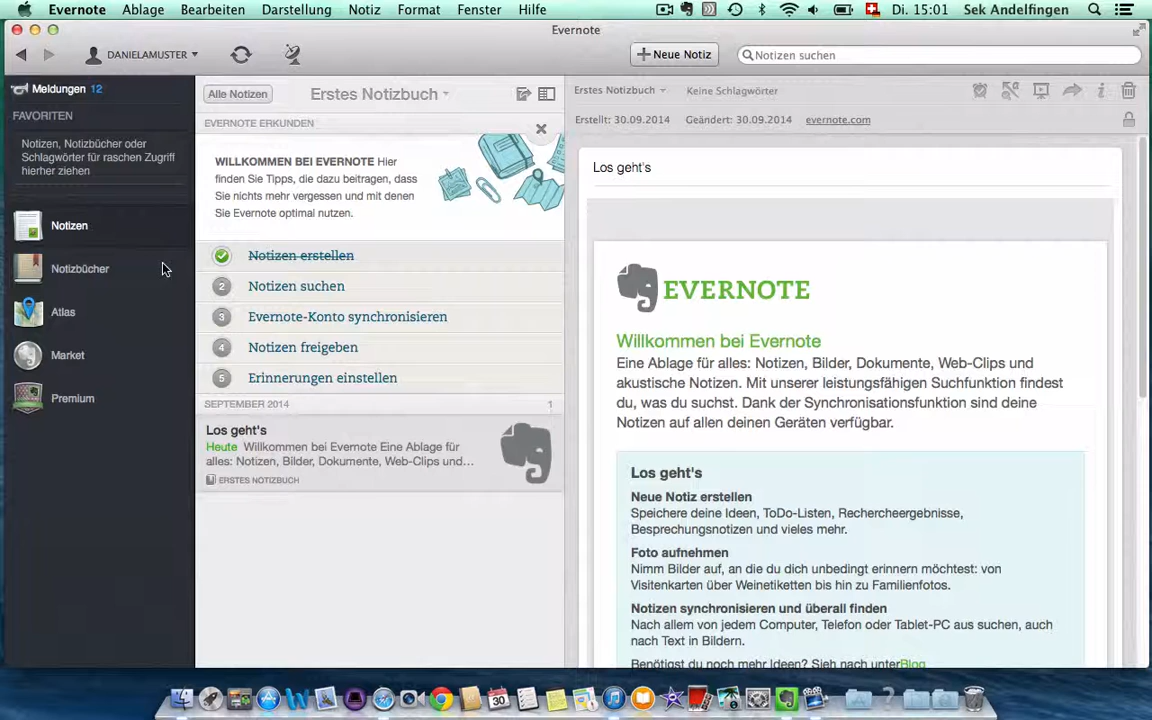 Evernote Ablage Bearbeiten Darstellung Notiz Format Fenster Hilfe Di. 15:01 Sek Andelfingen
Evernote
DANIELAMUSTER
Neue Notiz
Notizen suchen
Meldungen 12
FAVORITEN
Notizen, Notizbücher oder
Schlagwörter für raschen Zugriff
hierher ziehen
Notizen
Notizbücher
Atlas
Market
Premium
Alle Notizen
Erstes Notizbuch
EVERNOTE ERKUNDEN
WILLKOMMEN BEI EVERNOTE Hier
finden Sie Tipps, die dazu beitragen, dass
Sie nichts mehr vergessen und mit denen
Sie Evernote optimal nutzen.
Notizen erstellen
2 Notizen suchen
3 Evernote-Konto synchronisieren
4 Notizen freigeben
5 Erinnerungen einstellen
SEPTEMBER 2014 1
Los geht's
Heute Willkommen bei Evernote Eine Ablage für
alles: Notizen, Bilder, Dokumente, Web-Clips und...
ERSTES NOTIZBUCH
Erstes Notizbuch Keine Schlagwörter
Erstellt: 30.09.2014 Geändert: 30.09.2014 evernote.com
Los geht's
EVERNOTE
Willkommen bei Evernote
Eine Ablage für alles: Notizen, Bilder, Dokumente, Web-Clips und
akustische Notizen. Mit unserer leistungsfähigen Suchfunktion findest
du, was du suchst. Dank der Synchronisationsfunktion sind deine
Notizen auf allen deinen Geräten verfügbar.
Los geht's
Neue Notiz erstellen
Speichere deine Ideen, ToDo-Listen, Rechercheergebnisse,
Besprechungsnotizen und vieles mehr.
Foto aufnehmen
Nimm Bilder auf, an die du dich unbedingt erinnern möchtest: von
Visitenkarten über Weinetiketten bis hin zu Familienfotos.
Notizen synchronisieren und überall finden
Nach allem von jedem Computer, Telefon oder Tablet-PC aus suchen, auch
nach Text in Bildern.
Benötigst du noch mehr Ideen? Sieh nach unterBlog
30